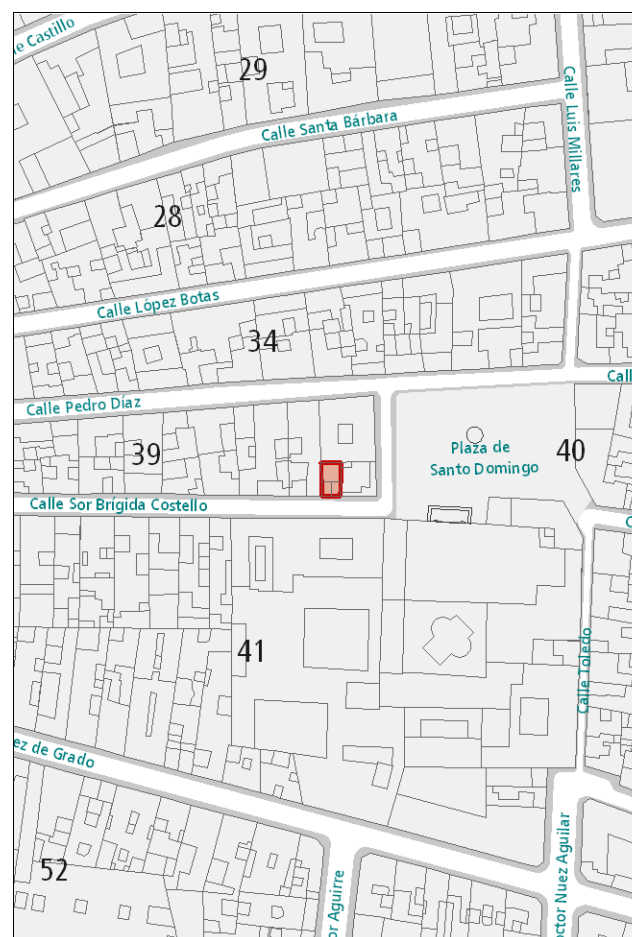 e Castillo
29
Calle Luis Millares
Calle Santa Bárbara
28
Calle López Botas
34
Call
Calle Pedro Díaz
39
Plaza de
Santo Domingo
40
Calle Sor Brígida Costello
C
41
Calle Toledo
ez de Grado
52
or Aguirre
octor Nuez Aguilar